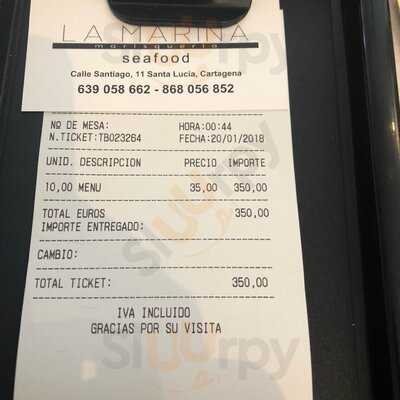 LA MARINA
marisquería
seafood
Calle Santiago, 11 Santa Lucía, Cartagena
639 058 662 - 868 056 852
NO DE MESA: HORA:00:44
N.TICKET:TB023264 FECHA:20/01/2018
UNID. DESCRIPCION PRECIO IMPORTE
10,00 MENU 35,00 350,00
TOTAL EUROS 350,00
IMPORTE ENTREGADO:
CAMBIO:
TOTAL TICKET: 350,00
IVA INCLUIDO
GRACIAS POR SU VISITA
sluurpy